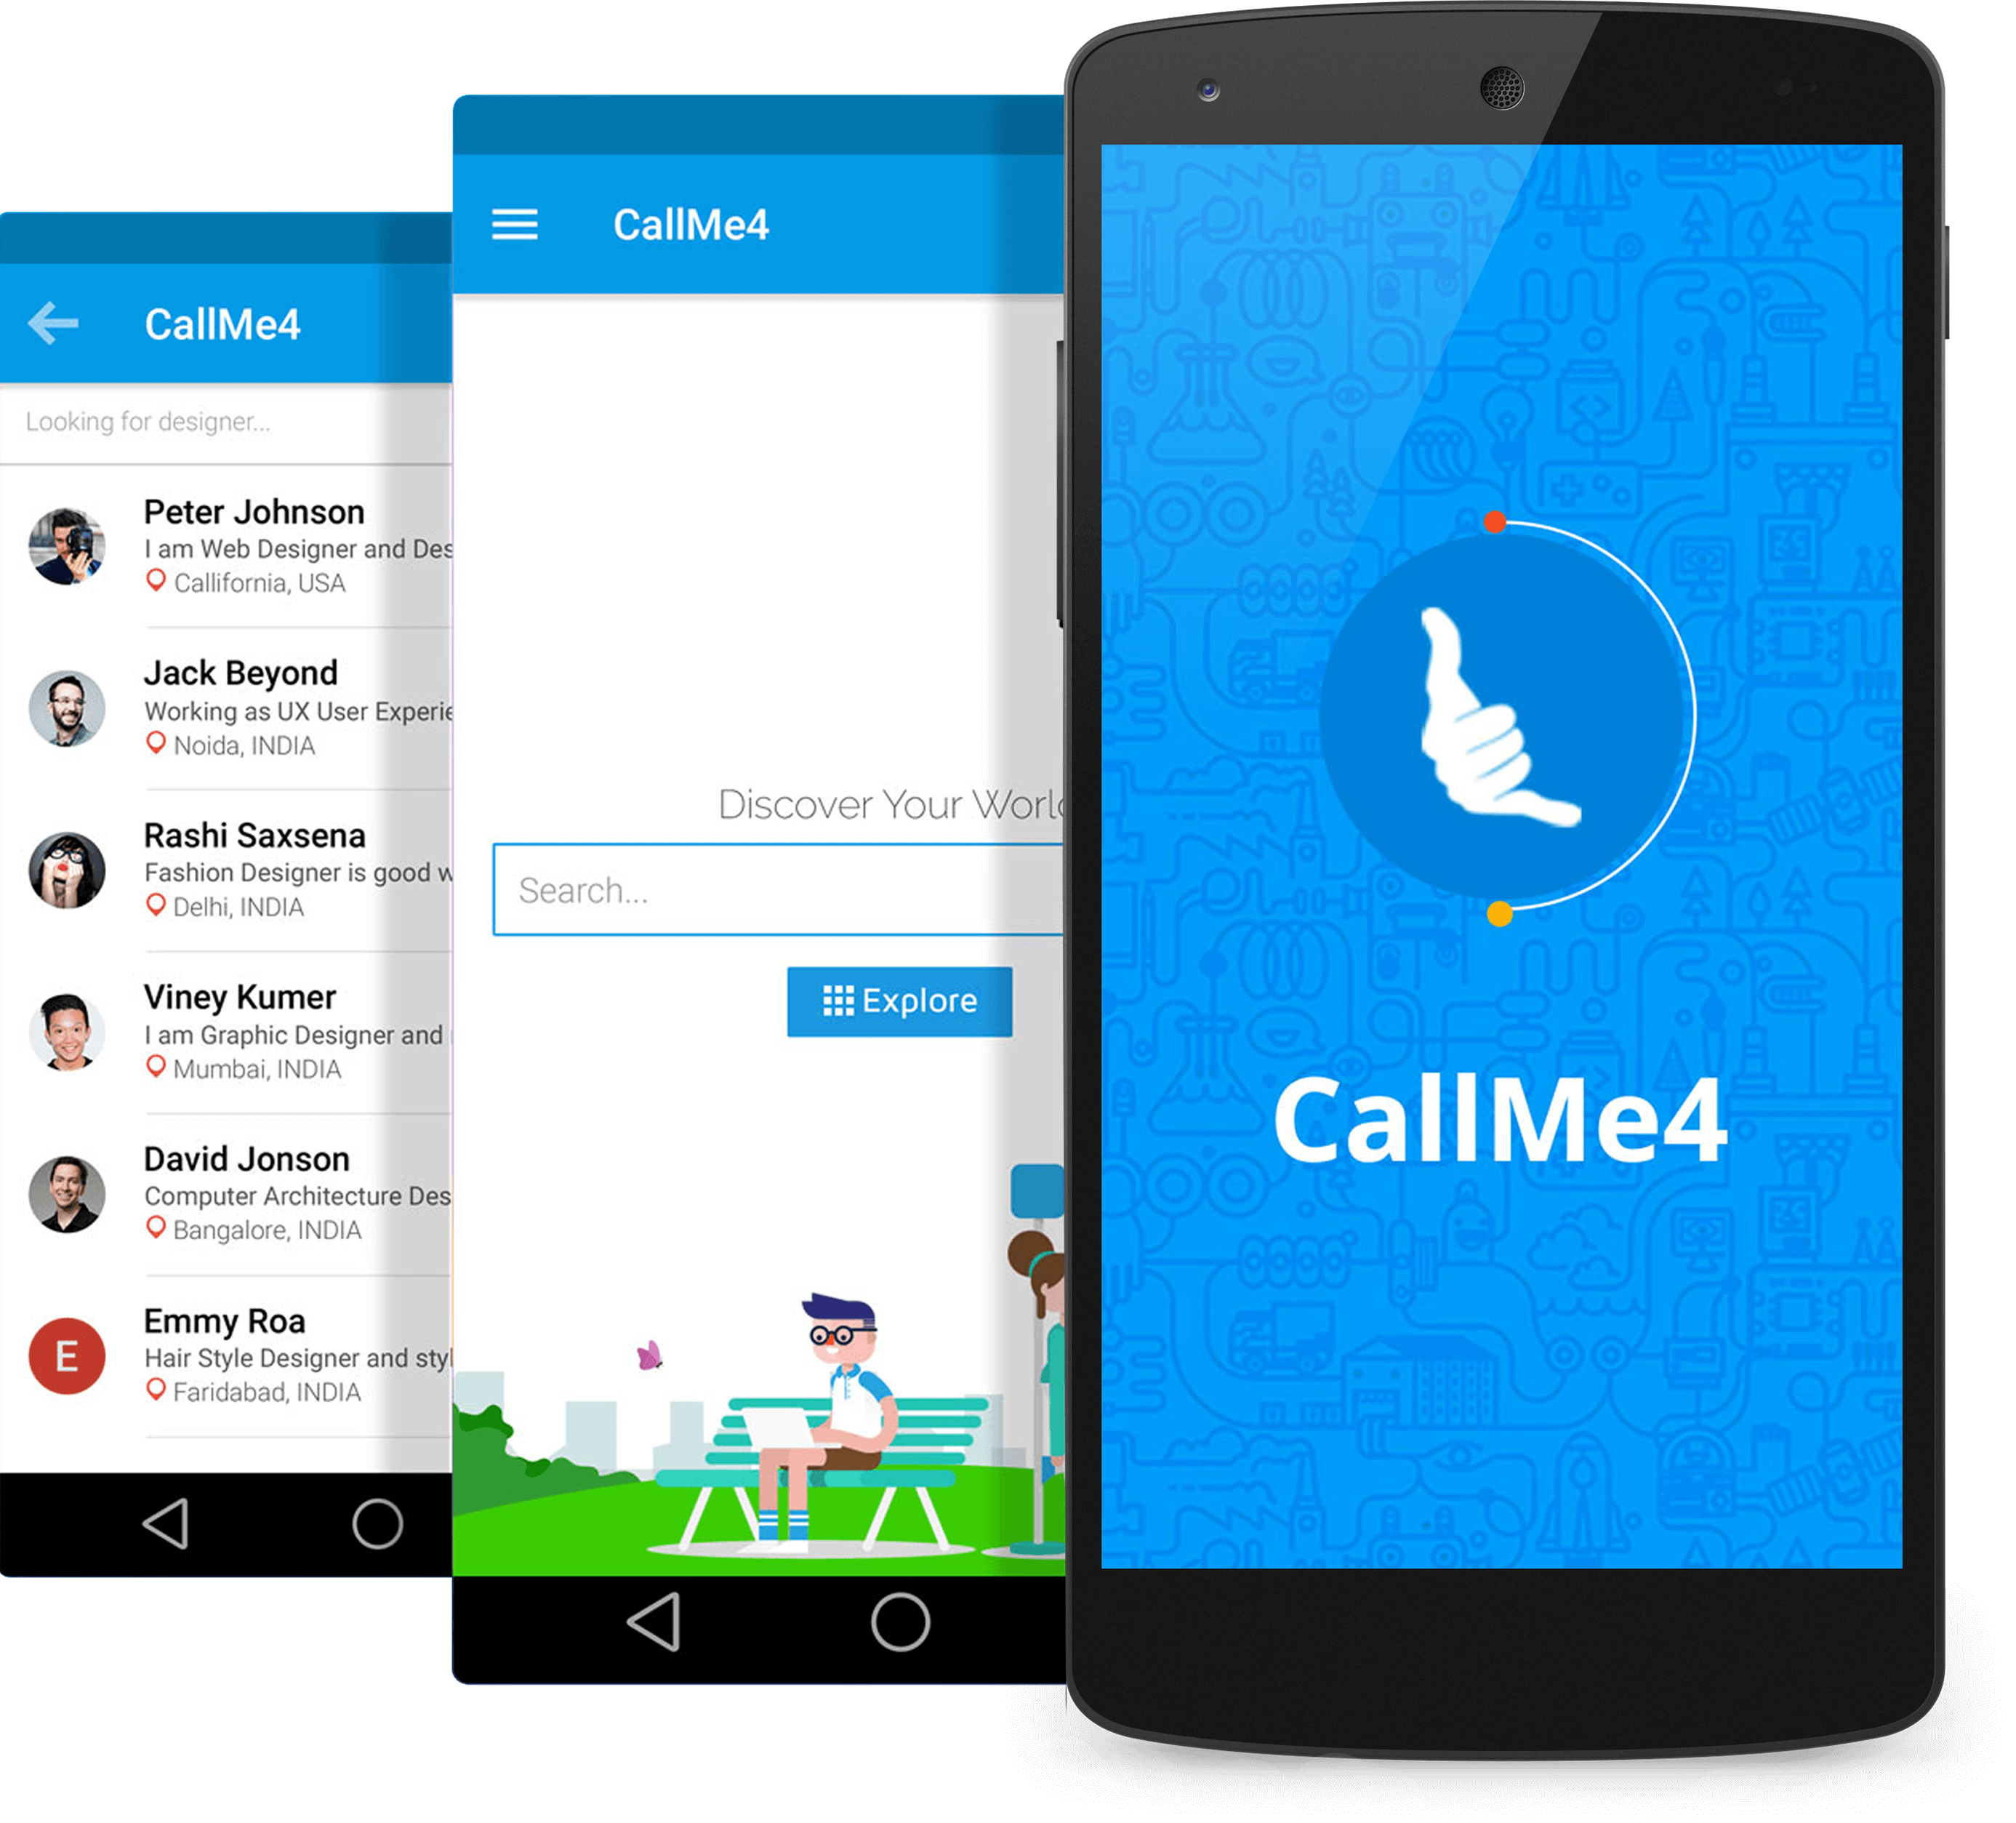 CallMe4
Looking for designer...
Peter Johnson
I am Web Designer and Des
Callifornia, USA
Jack Beyond
Working as UX User Experie
Noida, INDIA
Rashi Saxsena
Fashion Designer is good w
Delhi, INDIA
Viney Kumer
I am Graphic Designer and
Mumbai, INDIA
David Jonson
Computer Architecture Des
Bangalore, INDIA
E
Emmy Roa
Hair Style Designer and styl
Faridabad, INDIA
CallMe4
Discover Your World
Search...
Explore
CallMe4